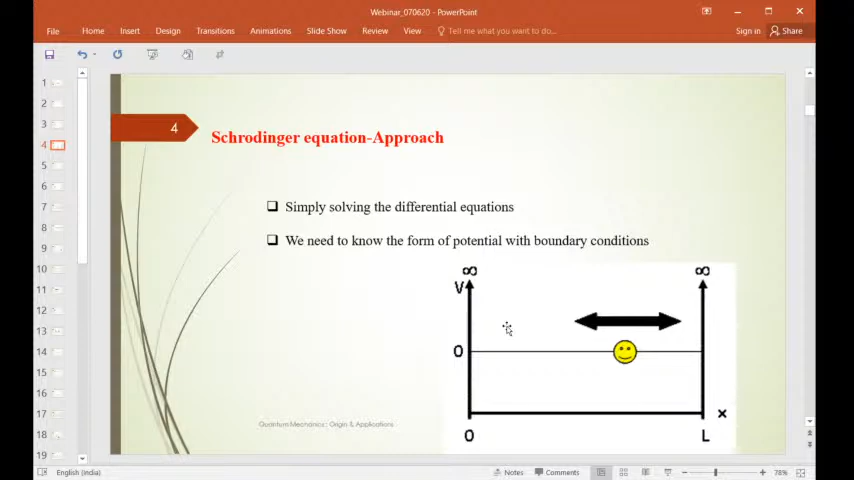 Webinar_070620 - PowerPoint
File Home Insert Design Transitions Animations Slide Show Review View Tell me what you want to do... Sign in Share
1
2
3
4
5
6
7
8
9
10
11
12
13
14
15
16
17
18
19
4
Schrodinger equation-Approach
Simply solving the differential equations
We need to know the form of potential with boundary conditions
∞ ∞
V
O
x
O L
Quantum Mechanics : Origin & Applications
English (India) Notes Comments 78%